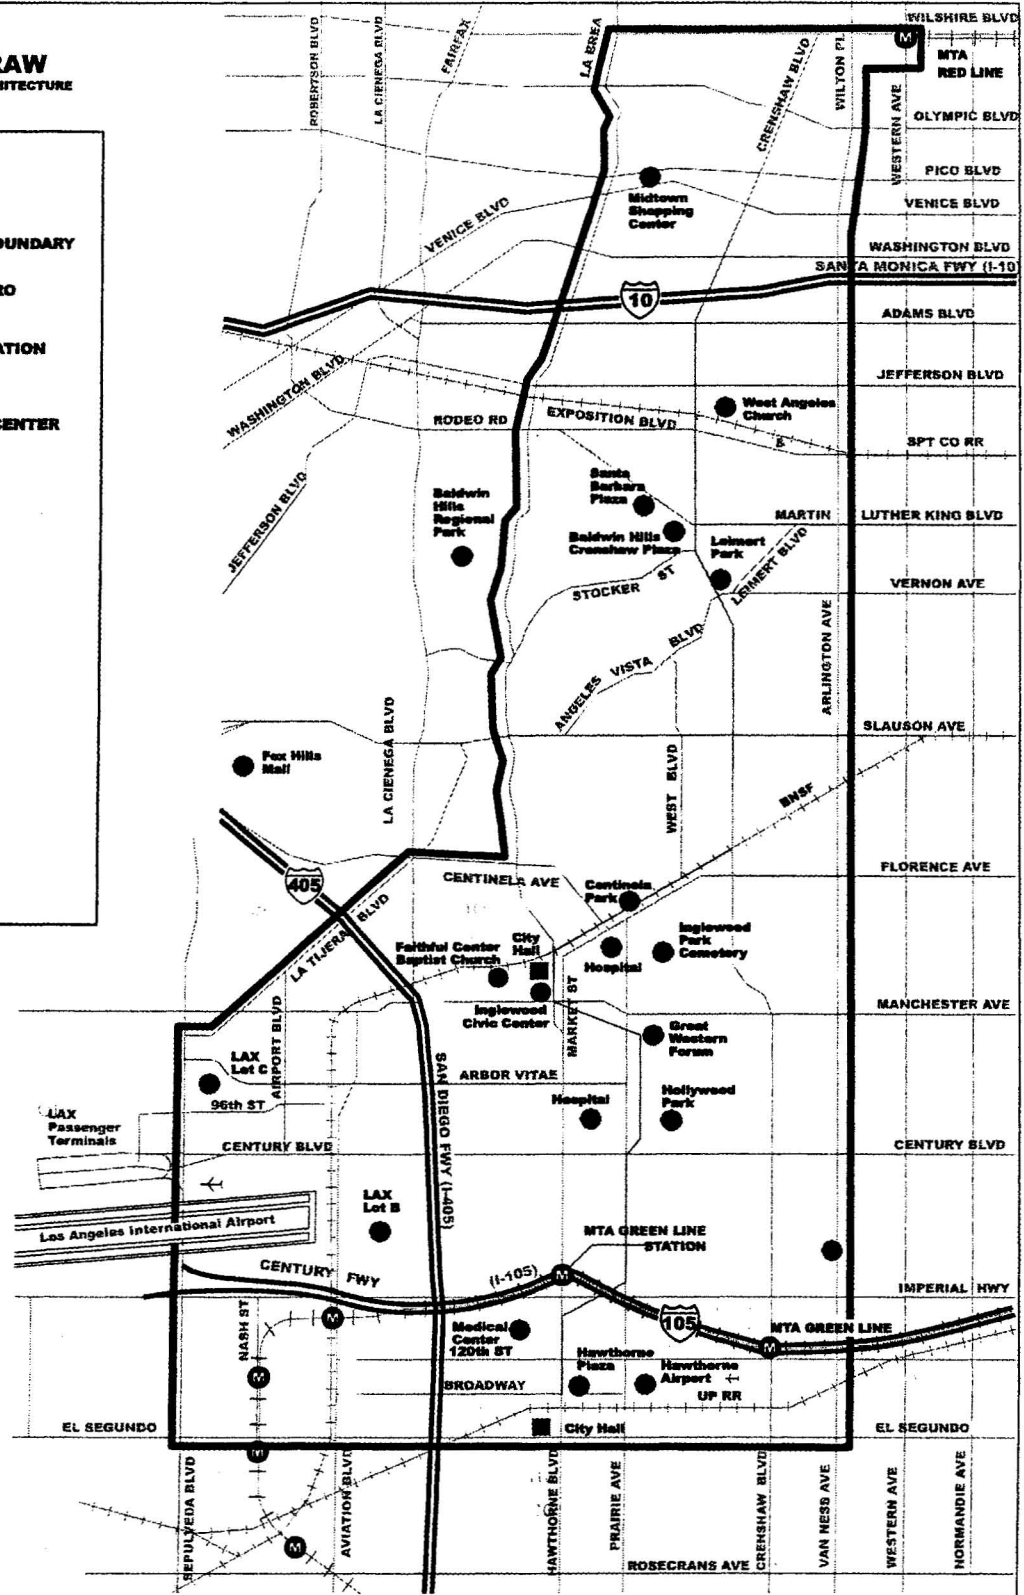 RAW
HITECTURE
OUNDARY
RO
ATION
CENTER
ROBERTSON BLVD
LA CIENEGA BLVD
FAIRFAX
LA BREA
CRENSHAW BLVD
WILTON PL
WILSHIRE BLVD
M
MTA
RED LINE
WESTERN AVE
OLYMPIC BLVD
PICO BLVD
Midtown
Shopping
Center
VENICE BLVD
VENICE BLVD
WASHINGTON BLVD
SANTA MONICA FWY (I-10)
10
ADAMS BLVD
WASHINGTON BLVD
JEFFERSON BLVD
West Angeles
Church
RODEO RD
EXPOSITION BLVD
SPT CO RR
JEFFERSON BLVD
Baldwin
Hills
Regional
Park
Santa
Barbara
Plaza
MARTIN LUTHER KING BLVD
Baldwin Hills
Crenshaw Plaza
Leimert
Park
LEIMERT BLVD
STOCKER ST
VERNON AVE
ARLINGTON AVE
ANGELES VISTA BLVD
SLAUSON AVE
LA CIENEGA BLVD
Fox Hills
Mall
WEST BLVD
BNSF
FLORENCE AVE
405
CENTINELA AVE
Centinela
Park
LA TIJERA BLVD
Faithful Center
Baptist Church
City
Hall
Hospital
Inglewood
Park
Cemetery
Inglewood
Civic Center
MARKET ST
MANCHESTER AVE
AIRPORT BLVD
Great
Western
Forum
LAX
Lot C
ARBOR VITAE
96th ST
Hospital
Hollywood
Park
LAX
Passenger
Terminals
CENTURY BLVD
CENTURY BLVD
SAN DIEGO FWY (I-405)
LAX
Lot B
Los Angeles International Airport
MTA GREEN LINE
STATION
CENTURY FWY
(I-105)
M
IMPERIAL HWY
NASH ST
M
Medical
Center
120th ST
105
MTA GREEN LINE
M
M
Hawthorne
Plaza
Hawthorne
Airport
BROADWAY
UP RR
EL SEGUNDO
City Hall
EL SEGUNDO
M
SEPULVEDA BLVD
AVIATION BLVD
HAWTHORNE BLVD
PRAIRIE AVE
CRENSHAW BLVD
VAN NESS AVE
WESTERN AVE
NORMANDIE AVE
M
ROSECRANS AVE